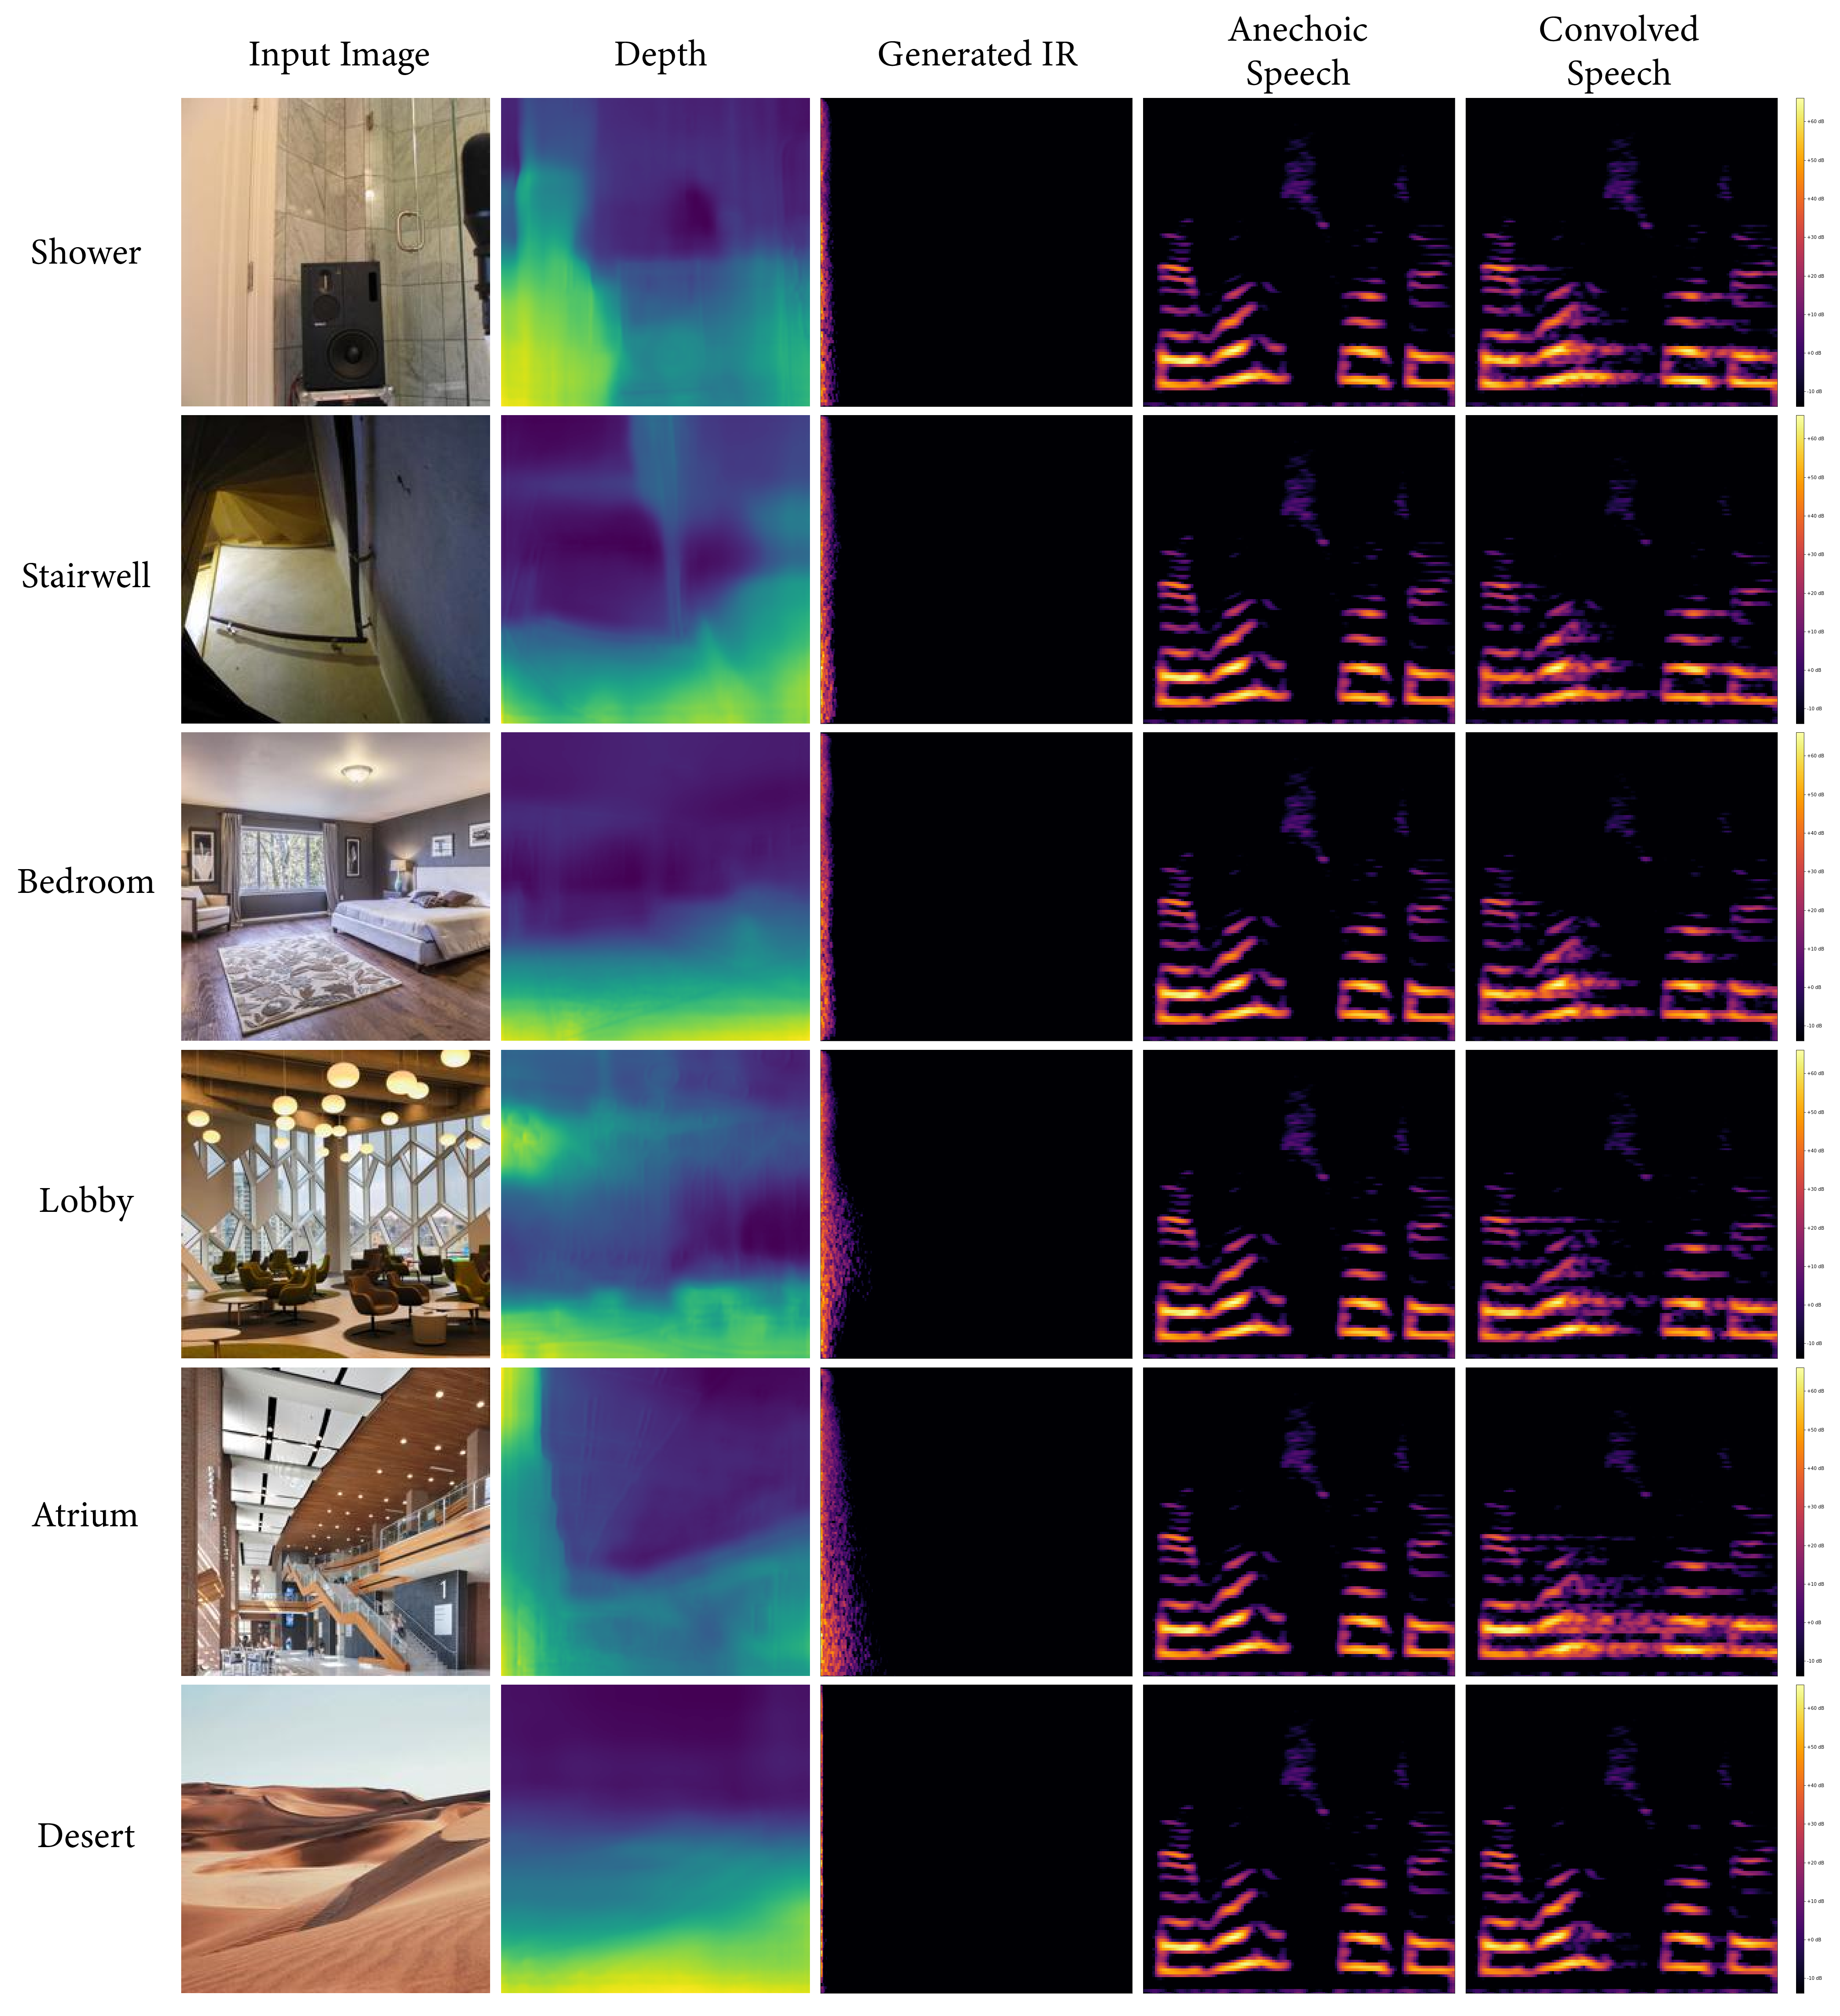 Input Image
Depth
Generated IR
Anechoic
Speech
Convolved
Speech
Shower
+60 dB
+50 dB
+40 dB
+30 dB
+20 dB
+10 dB
+0 dB
-10 dB
Stairwell
+60 dB
+50 dB
+40 dB
+30 dB
+20 dB
+10 dB
+0 dB
-10 dB
Bedroom
+60 dB
+50 dB
+40 dB
+30 dB
+20 dB
+10 dB
+0 dB
-10 dB
Lobby
+60 dB
+50 dB
+40 dB
+30 dB
+20 dB
+10 dB
+0 dB
-10 dB
Atrium
1
+60 dB
+50 dB
+40 dB
+30 dB
+20 dB
+10 dB
+0 dB
-10 dB
Desert
+60 dB
+50 dB
+40 dB
+30 dB
+20 dB
+10 dB
+0 dB
-10 dB